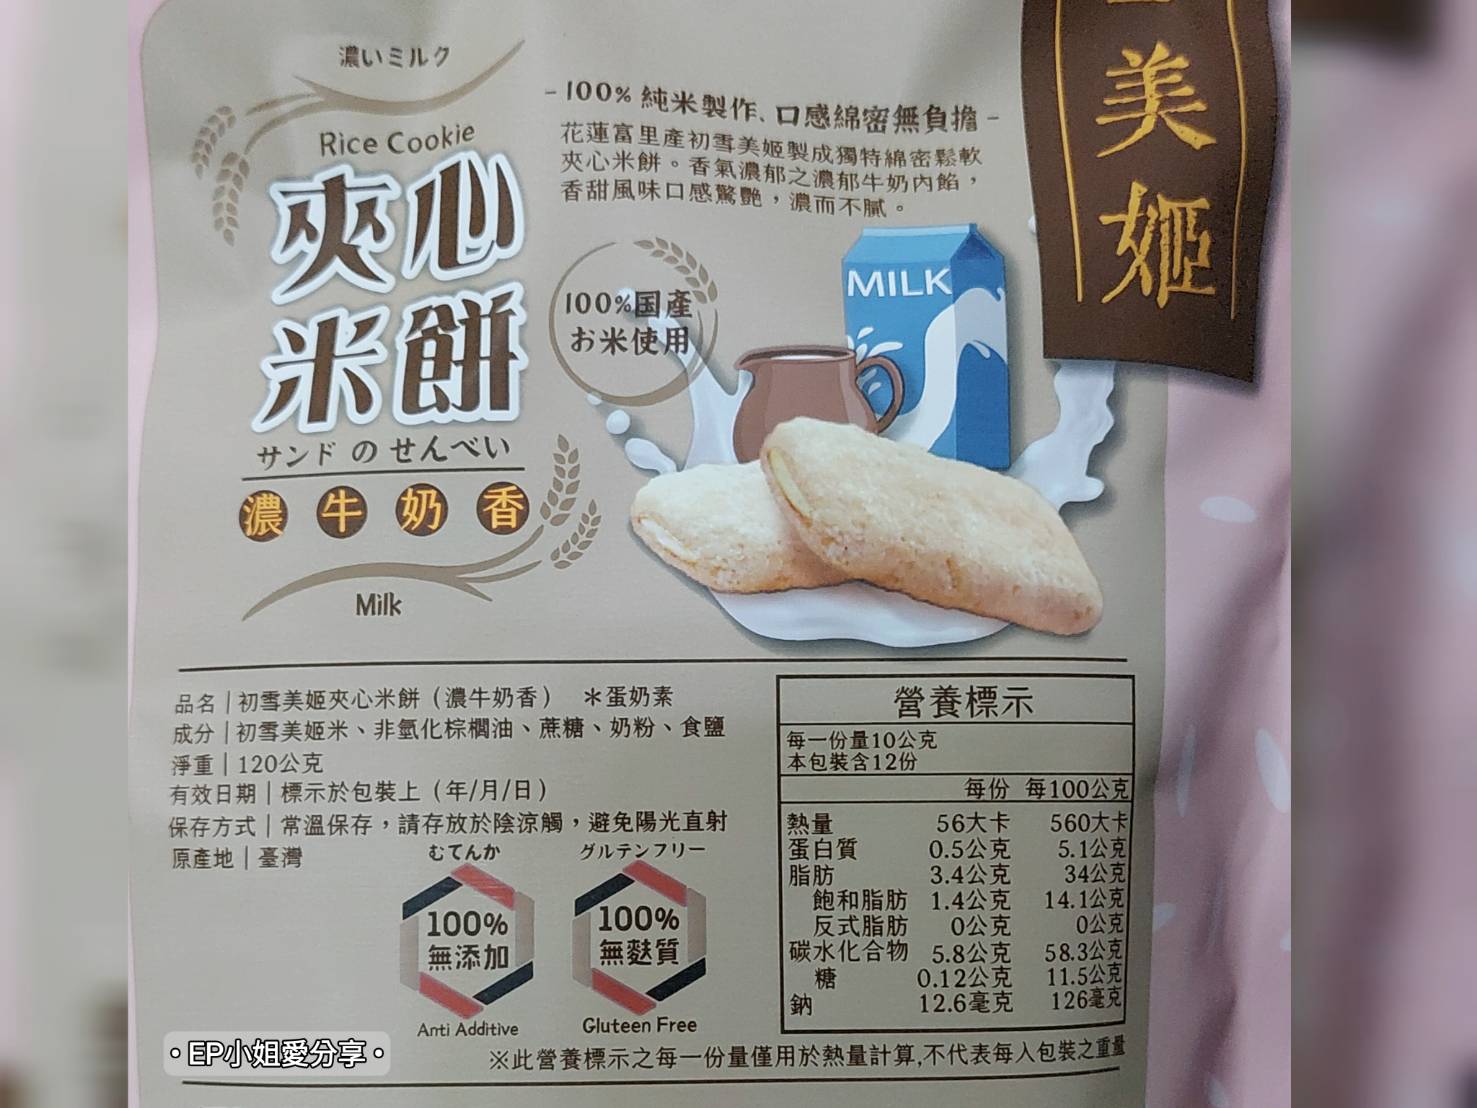 濃いミルク
Rice Cookie
夾心
米餅
サンド の せんべい
濃牛奶香
Milk
-100% 純米製作、口感綿密無負擔-
花蓮富里產初雪美姬製成獨特綿密鬆軟
夾心米餅。香氣濃郁之濃郁牛奶內餡，
香甜風味口感驚艷，濃而不膩。
100%国産
お米使用
MILK
美姬
品名｜初雪美姬夾心米餅（濃牛奶香） ＊蛋奶素
成分｜初雪美姬米、非氫化棕櫚油、蔗糖、奶粉、食鹽
淨重｜120公克
有效日期｜標示於包裝上（年/月/日）
保存方式｜常溫保存，請存放於陰涼觸，避免陽光直射
原產地｜臺灣
むてんか
100%
無添加
Anti Additive
グルテンフリー
100%
無麩質
Gluteen Free
營養標示
每一份量10公克
本包裝含12份
每份 每100公克
熱量 56大卡 560大卡
蛋白質 0.5公克 5.1公克
脂肪 3.4公克 34公克
飽和脂肪 1.4公克 14.1公克
反式脂肪 0公克 0公克
碳水化合物 5.8公克 58.3公克
糖 0.12公克 11.5公克
鈉 12.6毫克 126毫克
※此營養標示之每一份量僅用於熱量計算,不代表每入包裝之重量
•EP小姐愛分享•